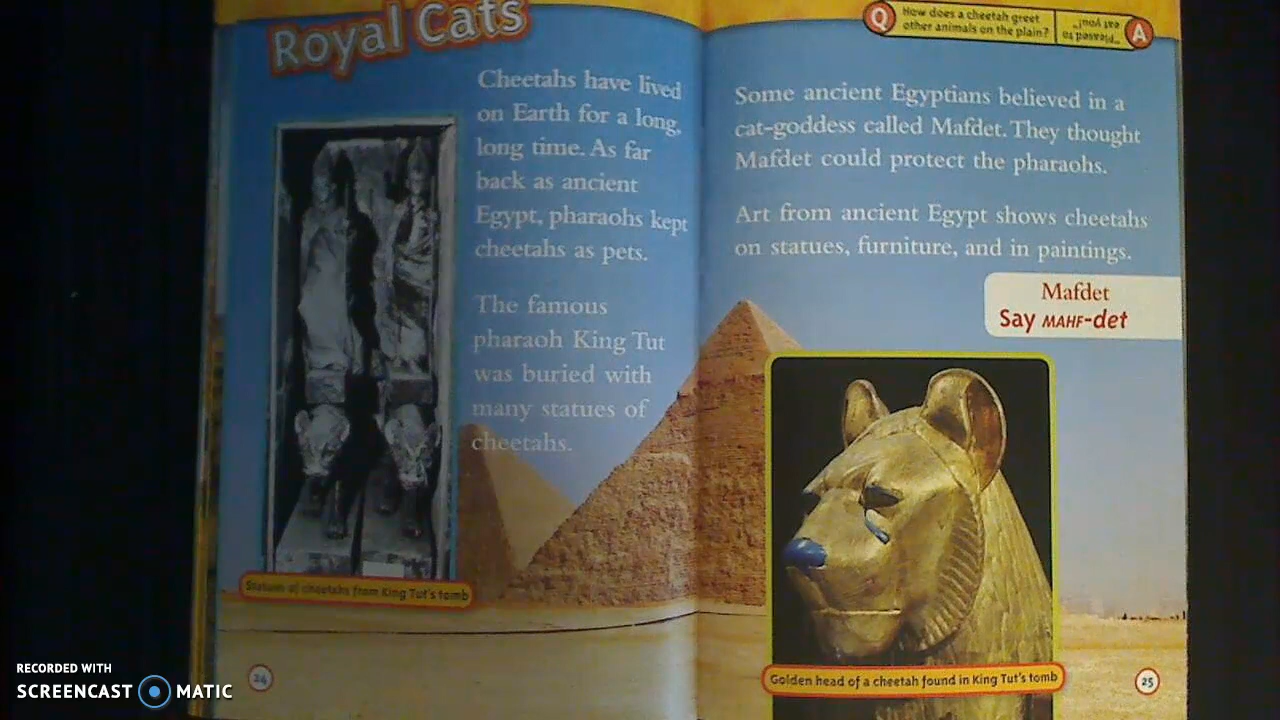 Royal Cats
Cheetahs have lived
on Earth for a long,
long time. As far
back as ancient
Egypt, pharaohs kept
cheetahs as pets.
The famous
pharaoh King Tut
was buried with
many statues of
cheetahs.
Statues of cheetahs from King Tut's tomb
24
Q
How does a cheetah greet
other animals on the plain?
"Pleased to
eat you!"
A
Some ancient Egyptians believed in a
cat-goddess called Mafdet. They thought
Mafdet could protect the pharaohs.
Art from ancient Egypt shows cheetahs
on statues, furniture, and in paintings.
Mafdet
Say MAHF-det
Golden head of a cheetah found in King Tut's tomb
25
RECORDED WITH
SCREENCAST MATIC